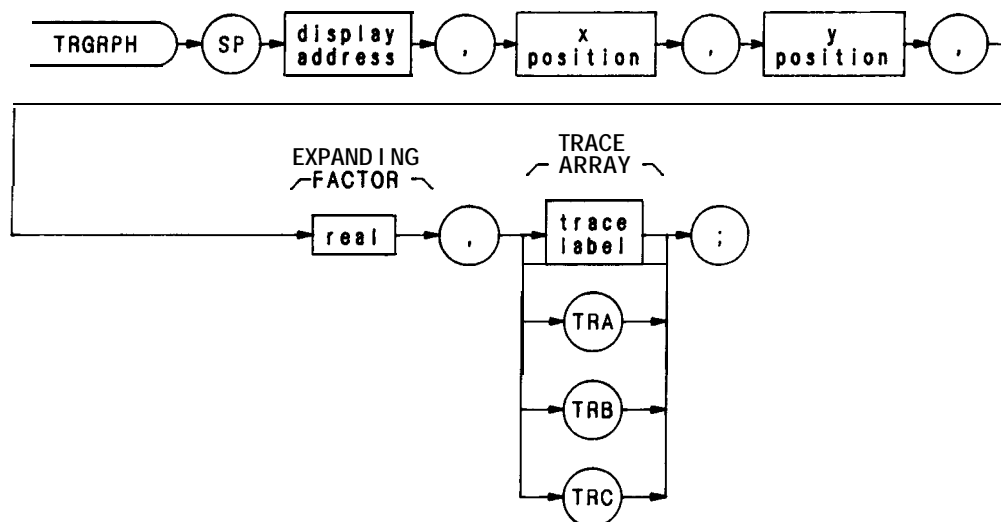 TRGRPH SP display address , x position , y position ,
EXPANDING FACTOR
TRACE ARRAY
real , trace label ;
TRA
TRB
TRC